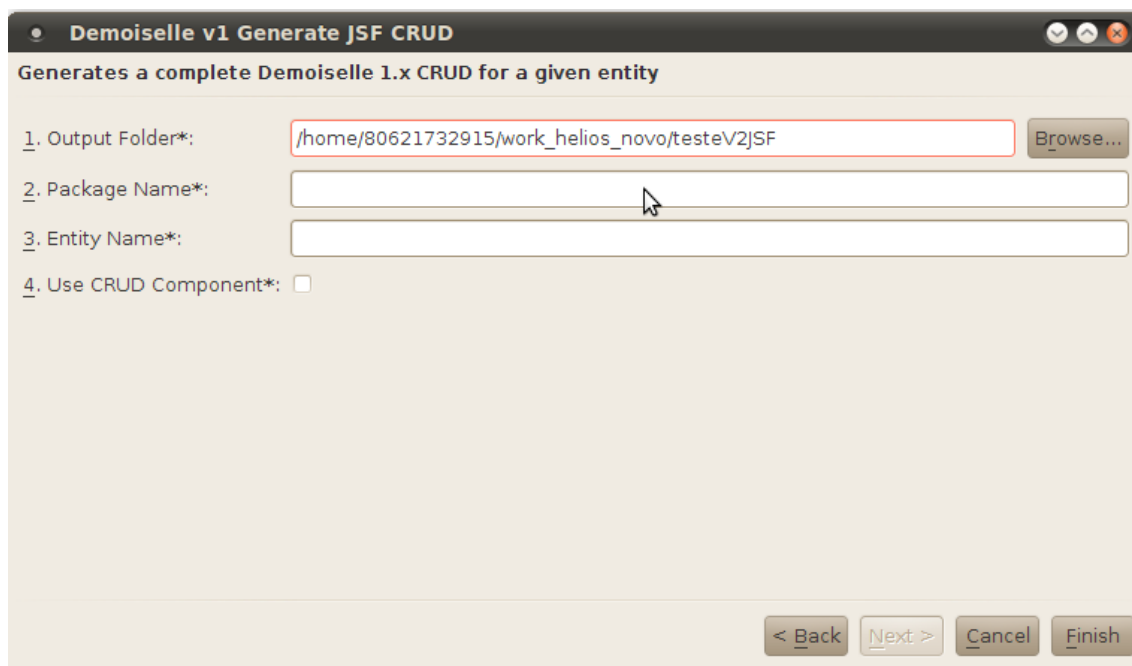 Demoiselle v1 Generate JSF CRUD
Generates a complete Demoiselle 1.x CRUD for a given entity
1. Output Folder*: /home/80621732915/work_helios_novo/testeV2JSF Browse...
2. Package Name*:
3. Entity Name*:
4. Use CRUD Component*:
< Back Next > Cancel Finish